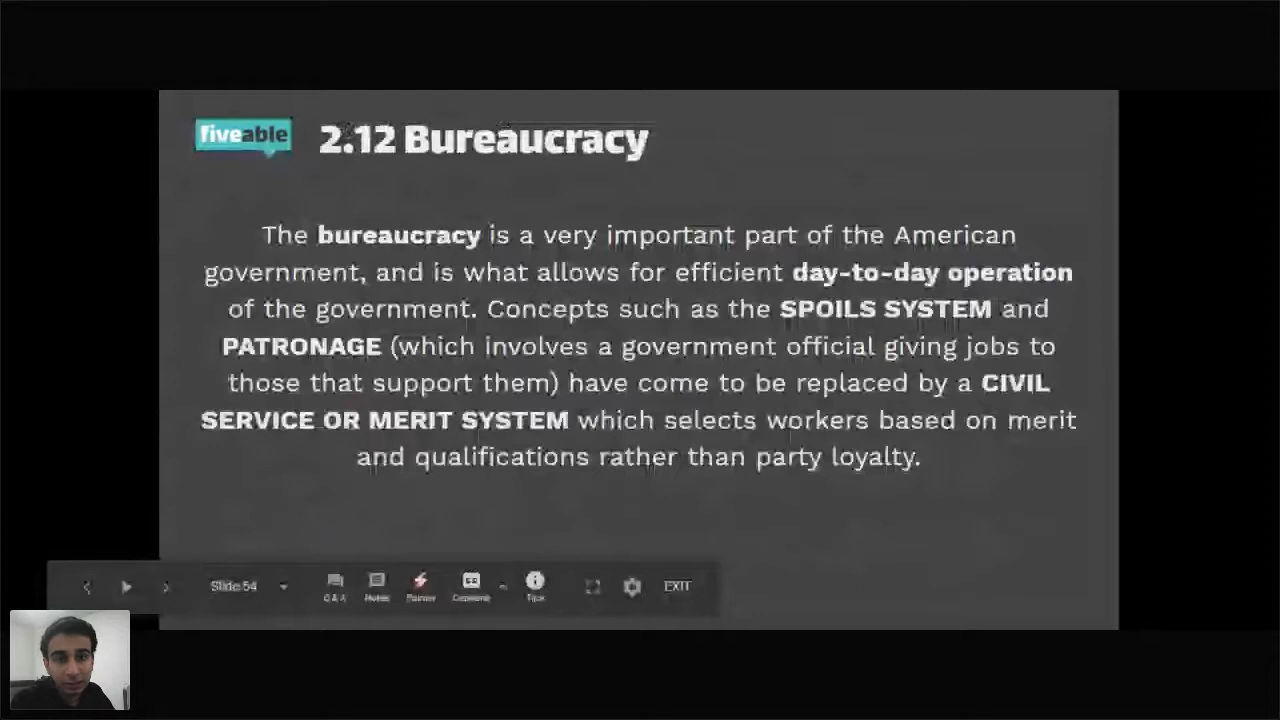 fiveable
2.12 Bureaucracy
The bureaucracy is a very important part of the American
government, and is what allows for efficient day-to-day operation
of the government. Concepts such as the SPOILS SYSTEM and
PATRONAGE (which involves a government official giving jobs to
those that support them) have come to be replaced by a CIVIL
SERVICE OR MERIT SYSTEM which selects workers based on merit
and qualifications rather than party loyalty.
Slide 54
Q & A Notes Pointer Captions Tips
EXIT